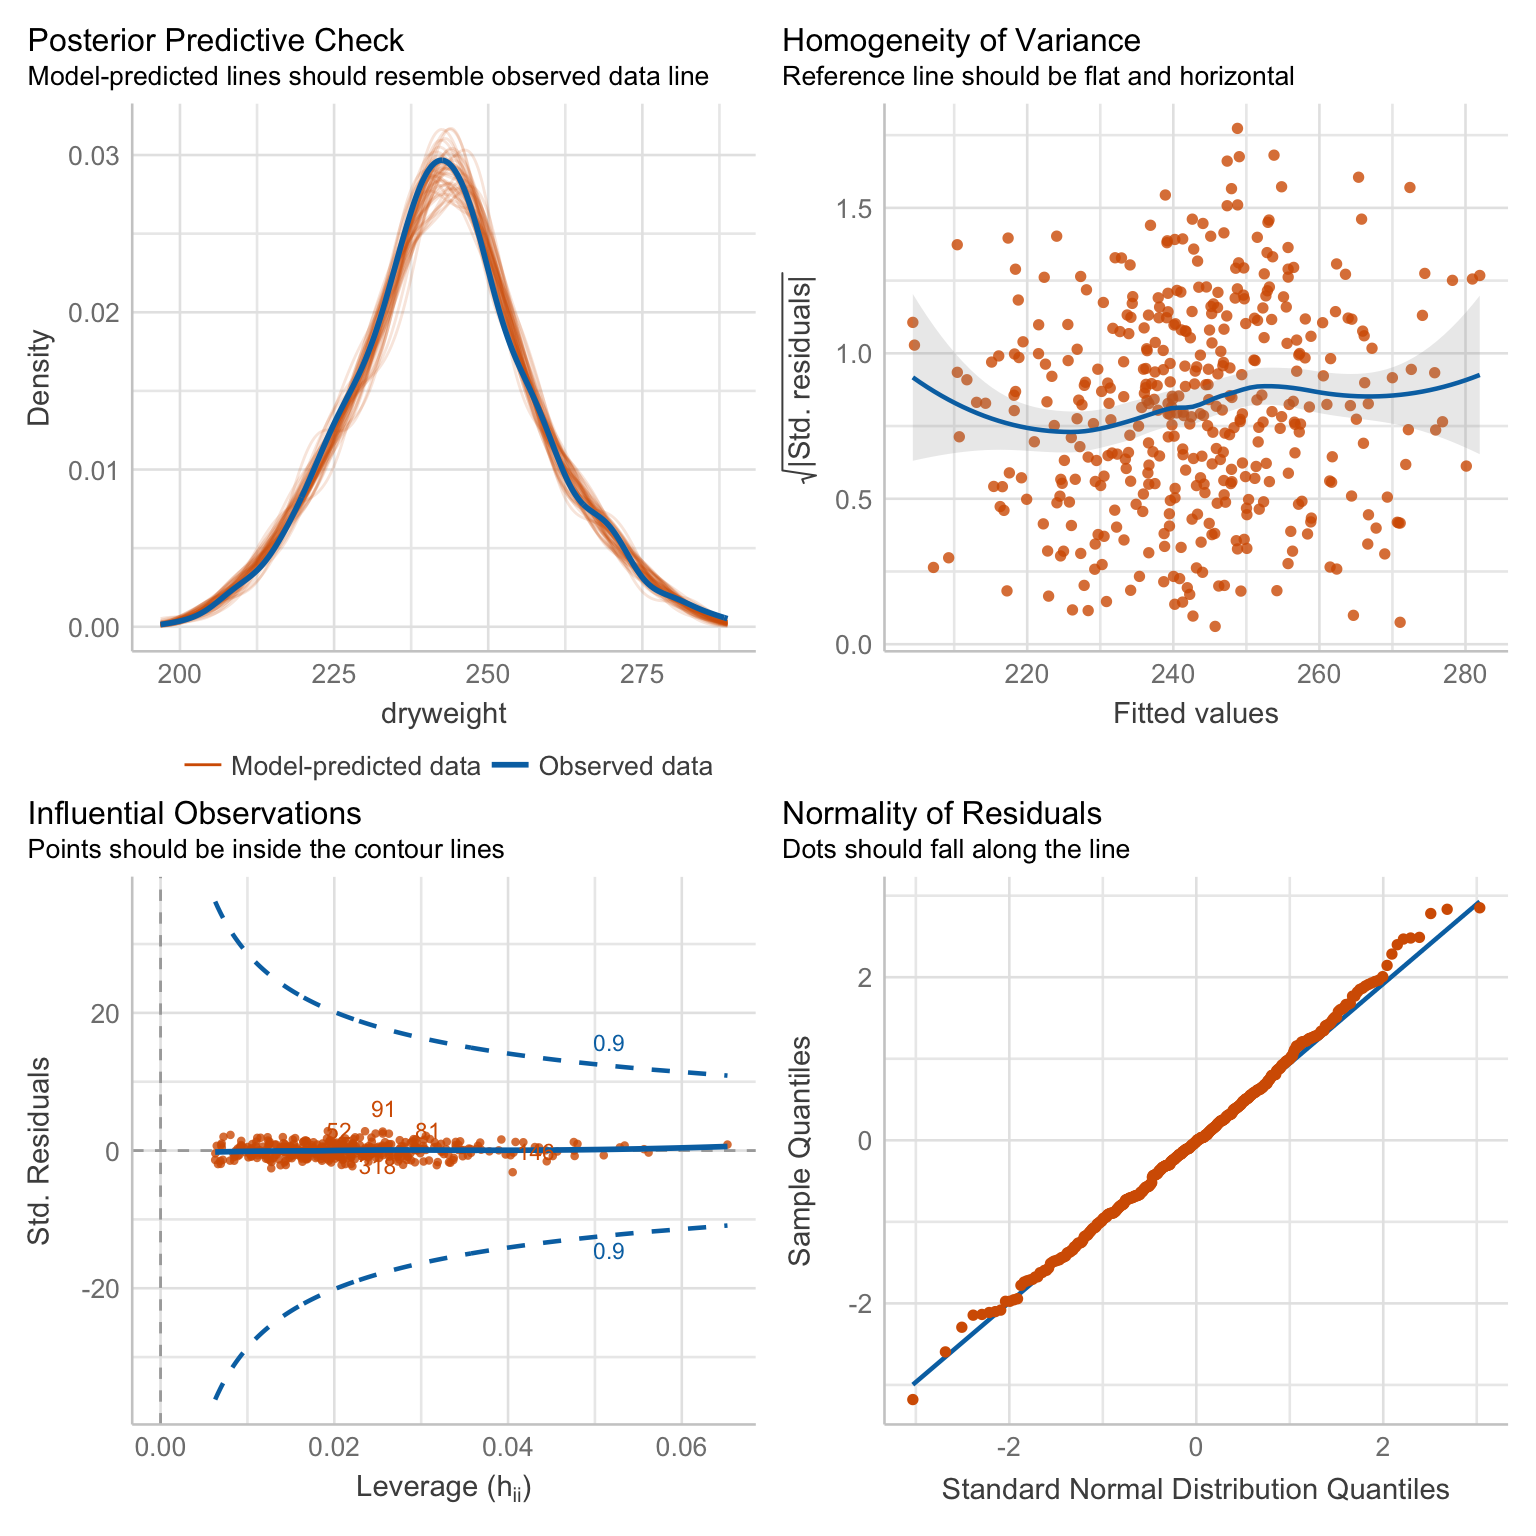 Posterior Predictive Check
Model-predicted lines should resemble observed data line
0.03
0.02
0.01
0.00
Density
200 225 250 275
dryweight
Model-predicted data Observed data
Homogeneity of Variance
Reference line should be flat and horizontal
1.5
1.0
0.5
0.0
√|Std. residuals|
220 240 260 280
Fitted values
Influential Observations
Points should be inside the contour lines
20
0
-20
Std. Residuals
0.9
91
52 81
146
318
0.9
0.00 0.02 0.04 0.06
Leverage (hii)
Normality of Residuals
Dots should fall along the line
2
0
-2
Sample Quantiles
-2 0 2
Standard Normal Distribution Quantiles